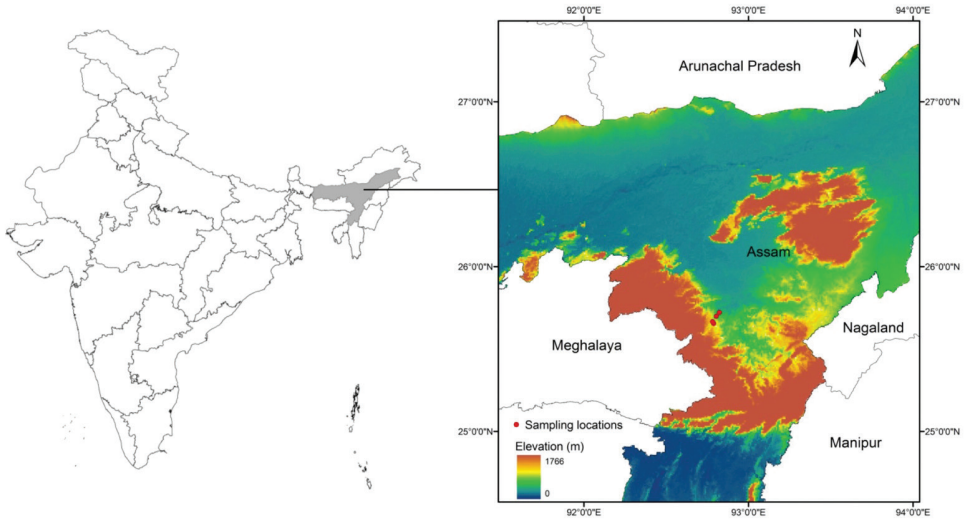 92°0'0"E
93°0'0"E
94°0'0"E
N
Arunachal Pradesh
27°0'0"N
27°0'0"N
Assam
26°0'0"N
26°0'0"N
Nagaland
Meghalaya
Sampling locations
25°0'0"N
25°0'0"N
Manipur
Elevation (m)
1766
0
92°0'0"E
93°0'0"E
94°0'0"E